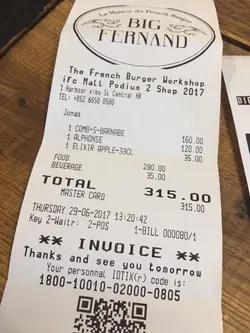 La Maison du French Burger
BIG
FERNAND
The French Burger Workshop
ifc Mall Podium 2 Shop 2017
1 Harbour view St Central HK
TEL: +852 6650 0580
Jonas
1 COMB-S-BARNABE 160.00
1 ALPHONSE 120.00
1 ELIXIR APPLE-33CL 35.00
FOOD 280.00
BEVERAGE 35.00
TOTAL 315.00
MASTER CARD 315.00
THURSDAY 29-06-2017 13:20:42
Key 2-Waitr: 2-POS 1-BILL 000080/1
** INVOICE **
Thanks and see you tomorrow
Your personnal IDTIX(r) code is:
1800-10010-02000-0805